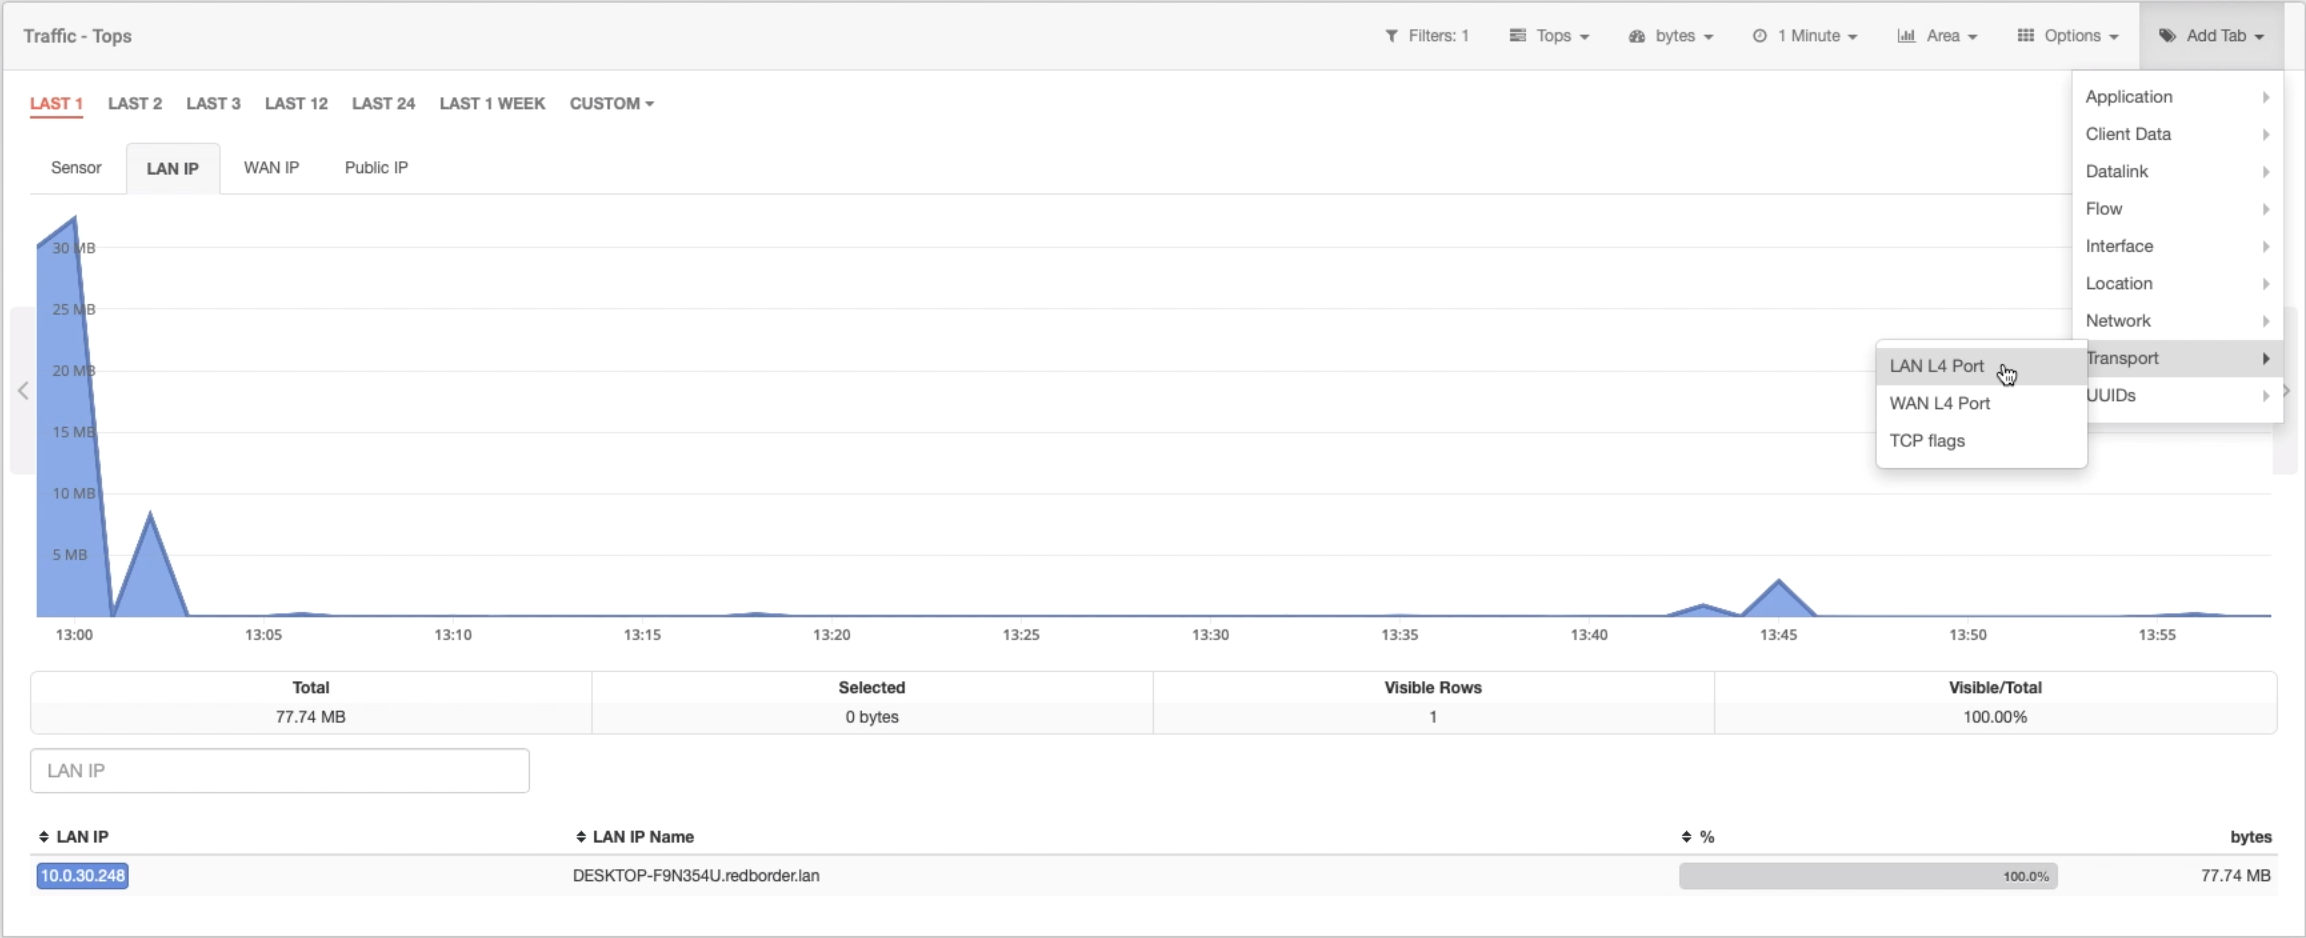 Traffic - Tops
Filters: 1
Tops
bytes
1 Minute
Area
Options
Add Tab
LAST 1
LAST 2
LAST 3
LAST 12
LAST 24
LAST 1 WEEK
CUSTOM
Sensor
LAN IP
WAN IP
Public IP
Application
Client Data
Datalink
Flow
Interface
Location
Network
Transport
UUIDs
LAN L4 Port
WAN L4 Port
TCP flags
30 MB
25 MB
20 MB
15 MB
10 MB
5 MB
13:00
13:05
13:10
13:15
13:20
13:25
13:30
13:35
13:40
13:45
13:50
13:55
Total
Selected
Visible Rows
Visible/Total
77.74 MB
0 bytes
1
100.00%
LAN IP
LAN IP
LAN IP Name
%
bytes
10.0.30.248
DESKTOP-F9N354U.redborder.lan
100.0%
77.74 MB